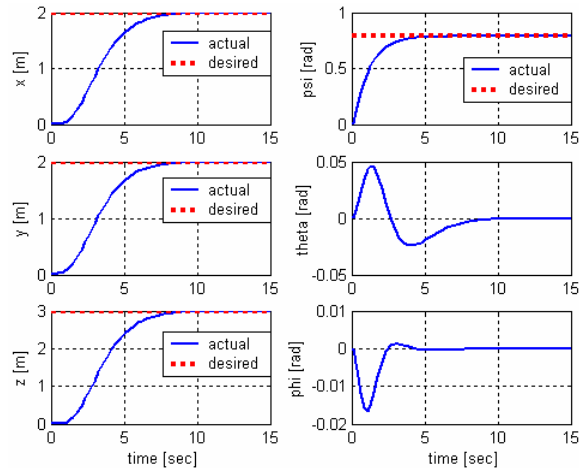 2
1
0
x [m]
0
5
10
15
actual
desired
1
0.5
0
psi [rad]
0
5
10
15
actual
desired
2
1
0
y [m]
0
5
10
15
actual
desired
0.05
0
-0.05
theta [rad]
0
5
10
15
3
2
1
0
z [m]
0
5
10
15
time [sec]
actual
desired
0.01
0
-0.01
-0.02
phi [rad]
0
5
10
15
time [sec]